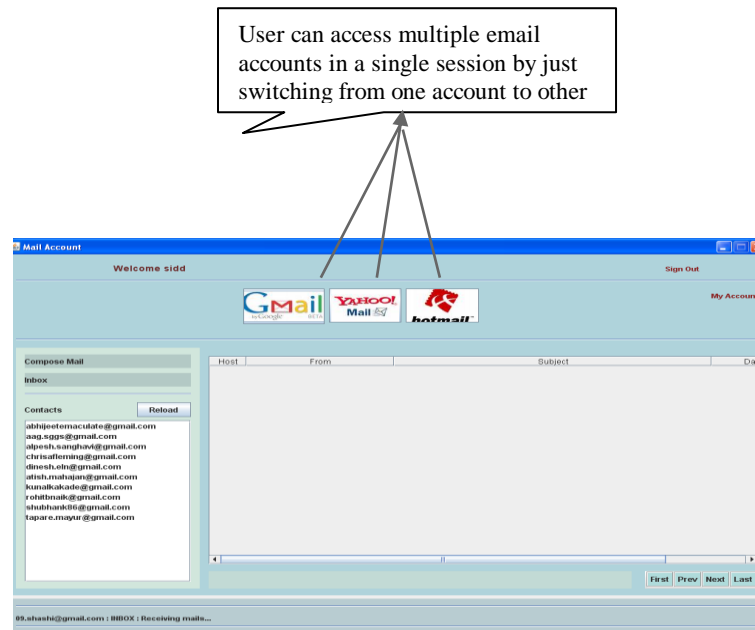 User can access multiple email
accounts in a single session by just
switching from one account to other
Mail Account
Welcome sidd
Sign Out
My Accoun
Gmail
by Google BETA
YAHOO!
Mail
hotmail
Compose Mail
Inbox
Contacts
Reload
Host From Subject Da
abhijeetemaculate@gmail.com
aag.sggs@gmail.com
alpesh.sanghavi@gmail.com
chrisafleming@gmail.com
dinesh.eln@gmail.com
atish.mahajan@gmail.com
kunalkakade@gmail.com
rohitbnaik@gmail.com
shubhank86@gmail.com
tapare.mayur@gmail.com
First Prev Next Last
09.shashi@gmail.com : INBOX : Receiving mails...